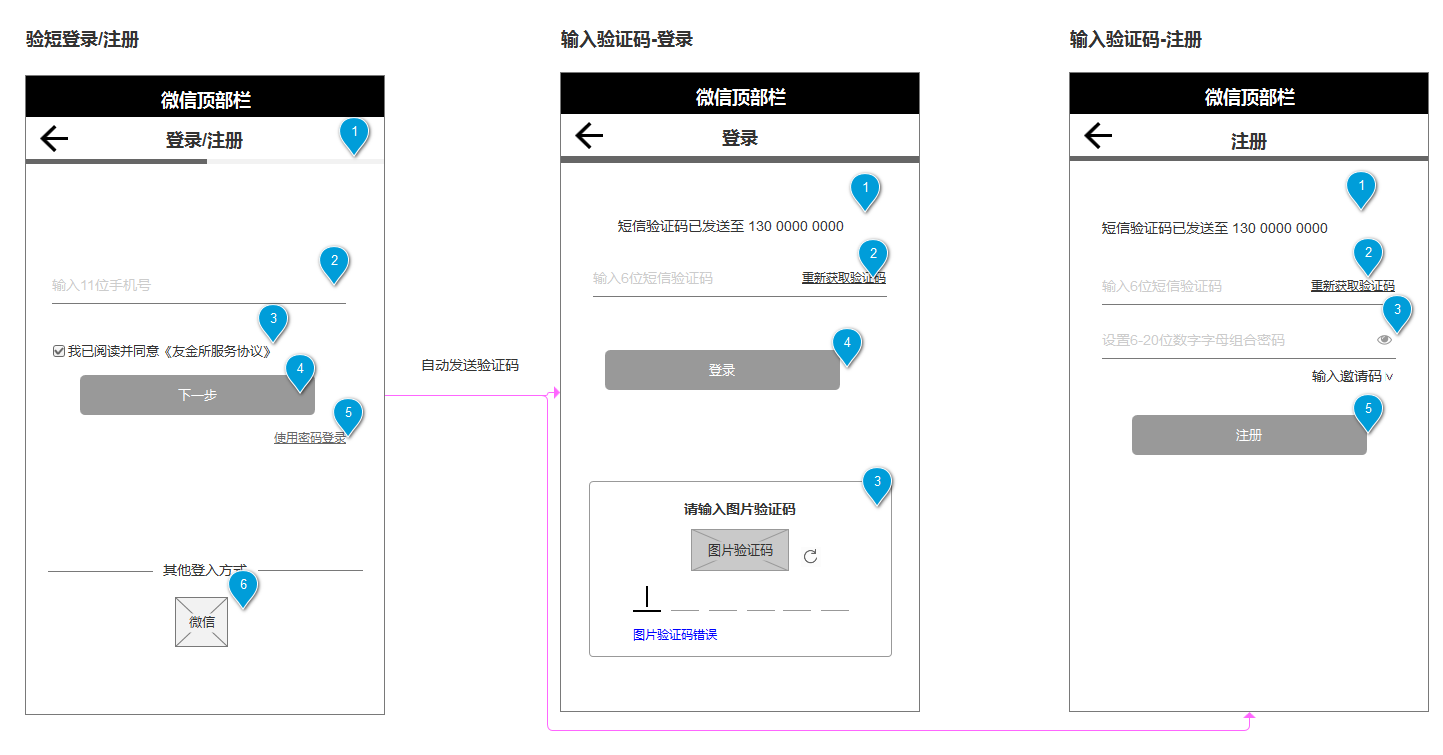 验短登录/注册
微信顶部栏
登录/注册
1
2
输入11位手机号
3
我已阅读并同意《友金所服务协议》
4
下一步
5
使用密码登录
其他登入方式
6
微信
自动发送验证码
输入验证码-登录
微信顶部栏
登录
1
短信验证码已发送至 130 0000 0000
2
输入6位短信验证码
重新获取验证码
4
登录
3
请输入图片验证码
图片验证码
图片验证码错误
输入验证码-注册
微信顶部栏
注册
1
短信验证码已发送至 130 0000 0000
2
输入6位短信验证码
重新获取验证码
3
设置6-20位数字字母组合密码
输入邀请码 ∨
5
注册